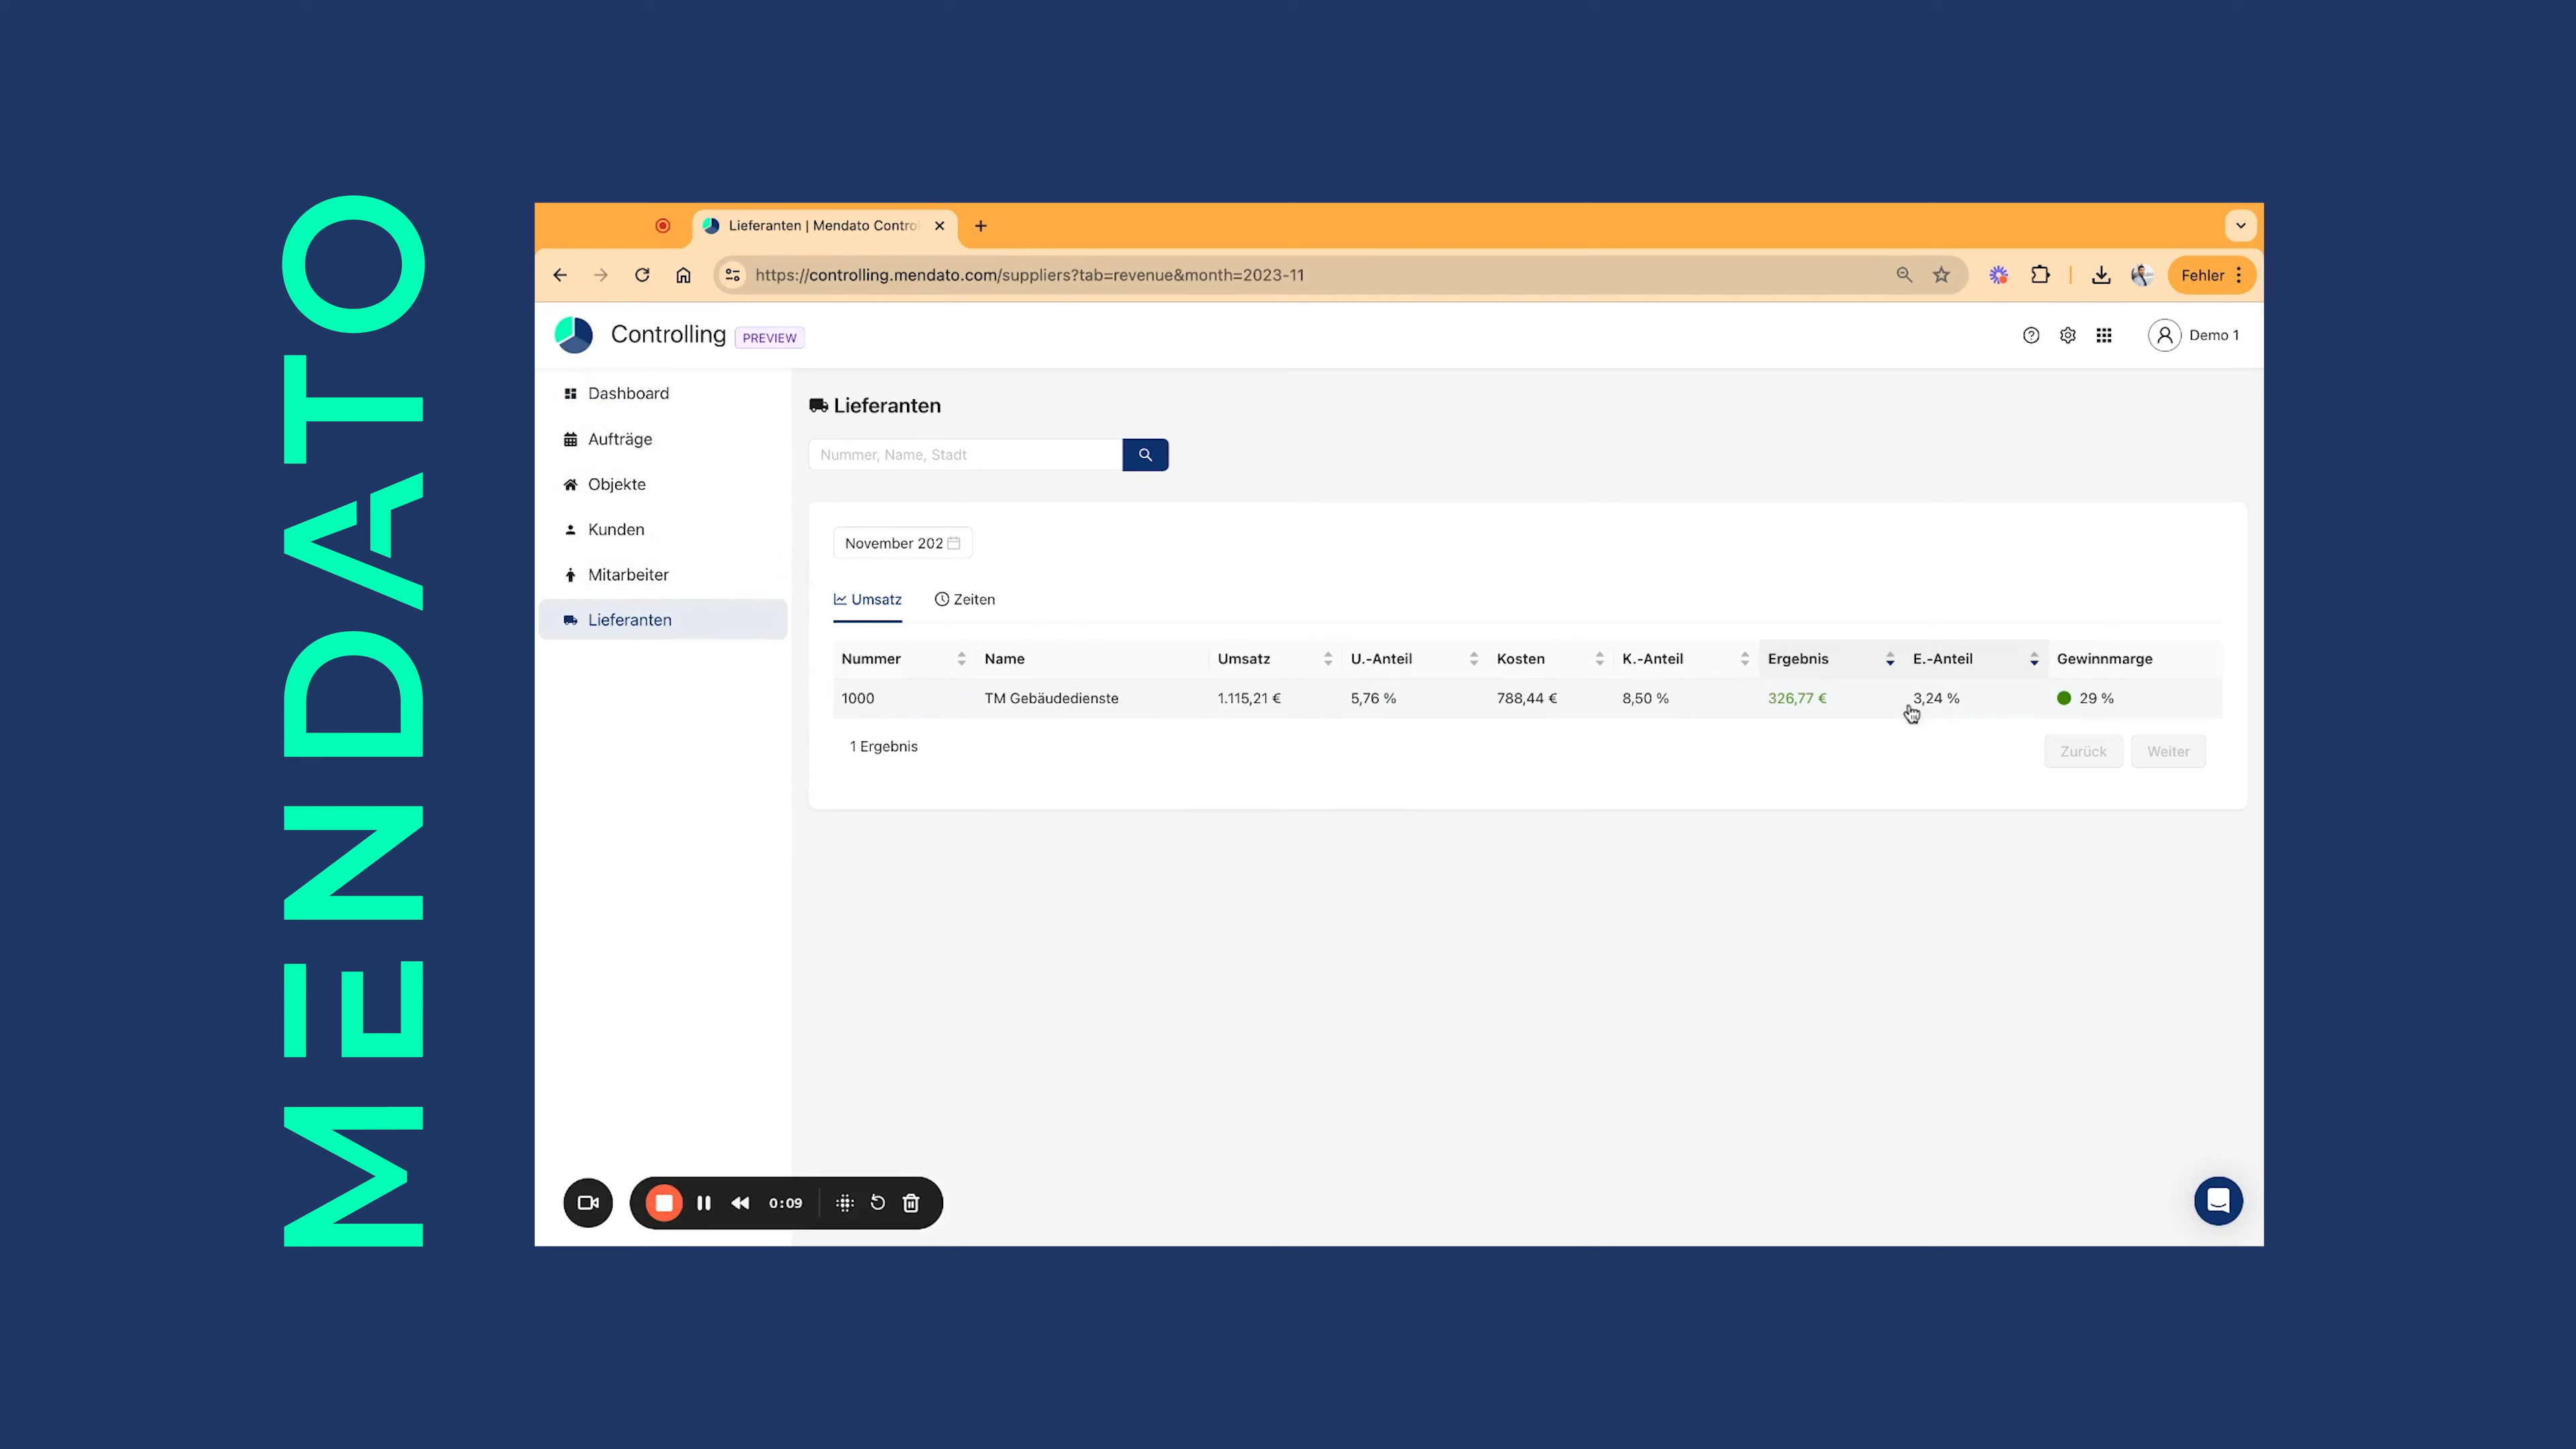 MENDATO
Lieferanten | Mendato Contro
https://controlling.mendato.com/suppliers?tab=revenue&month=2023-11
Fehler
Controlling PREVIEW
Demo 1
Dashboard
Aufträge
Objekte
Kunden
Mitarbeiter
Lieferanten
Lieferanten
Nummer, Name, Stadt
November 202
Umsatz Zeiten
Nummer Name Umsatz U.-Anteil Kosten K.-Anteil Ergebnis E.-Anteil Gewinnmarge
1000 TM Gebäudedienste 1.115,21 € 5,76 % 788,44 € 8,50 % 326,77 € 3,24 % 29 %
1 Ergebnis
Zurück Weiter
0:09